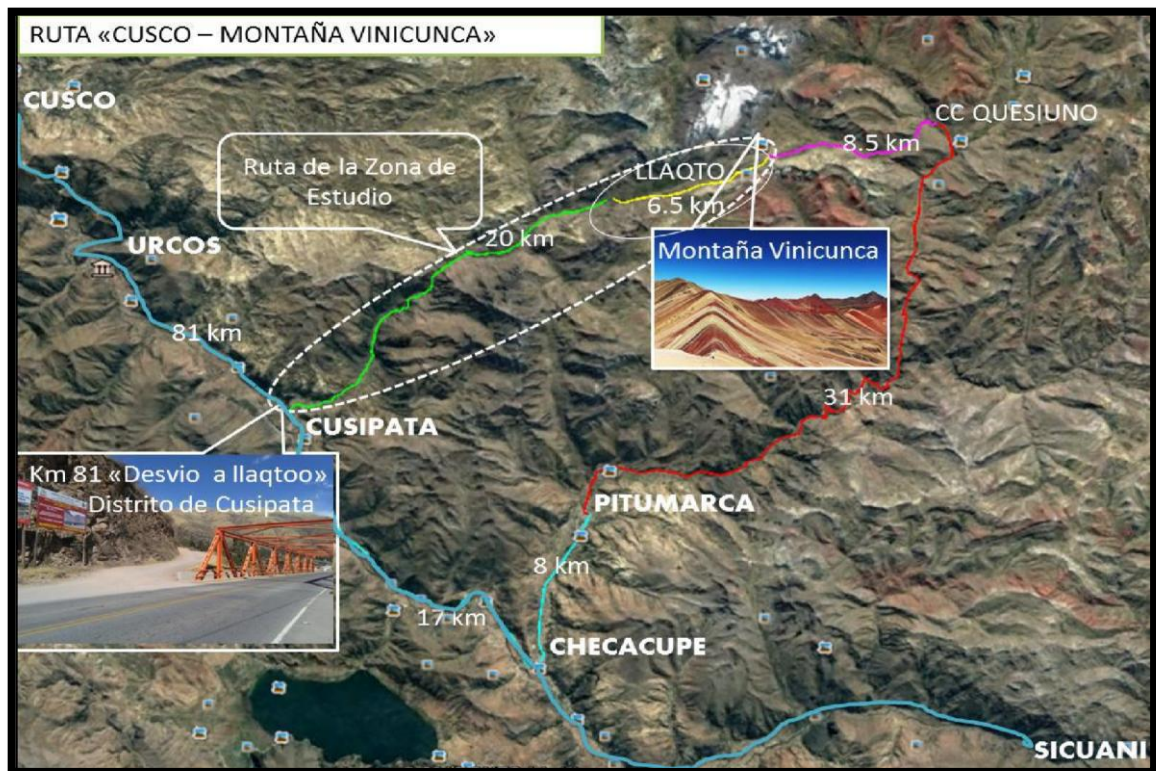 RUTA «CUSCO – MONTAÑA VINICUNCA»
CUSCO
CC QUESIUNO
8.5 km
Ruta de la Zona de
Estudio
LLAQTO
6.5 km
20 km
URCOS
Montaña Vinicunca
81 km
31 km
CUSIPATA
Km 81 «Desvio a llaqtoo»
Distrito de Cusipata
PITUMARCA
8 km
17 km
CHECACUPE
SICUANI